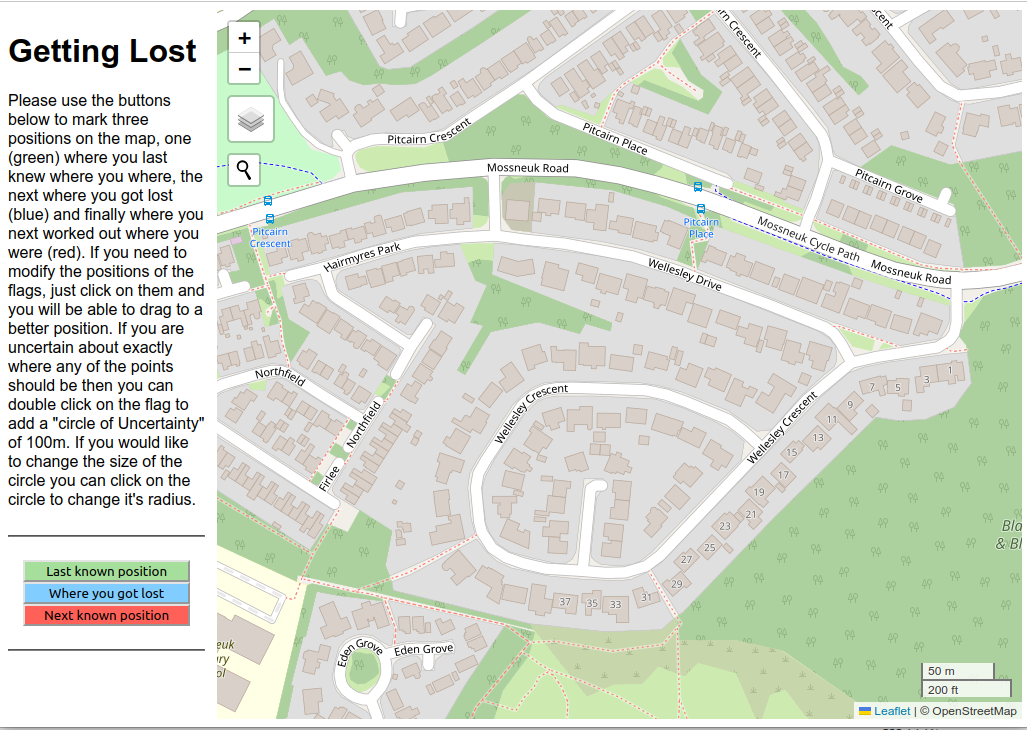 Getting Lost
Please use the buttons
below to mark three
positions on the map, one
(green) where you last
knew where you where, the
next where you got lost
(blue) and finally where you
next worked out where you
were (red). If you need to
modify the positions of the
flags, just click on them and
you will be able to drag to a
better position. If you are
uncertain about exactly
where any of the points
should be then you can
double click on the flag to
add a "circle of Uncertainty"
of 100m. If you would like
to change the size of the
circle you can click on the
circle to change it's radius.
Last known position
Where you got lost
Next known position
+
−
Pitcairn Crescent
Pitcairn Place
Mossneuk Road
Pitcairn Grove
Pitcairn
Crescent
Pitcairn
Place
Mossneuk Cycle Path
Mossneuk Road
Hairmyres Park
Wellesley Drive
Northfield
Northfield
Firlee
Wellesley Crescent
Wellesley Crescent
1
3
5
7
9
11
13
15
17
19
21
23
25
27
29
31
33
35
37
Eden Grove
Eden Grove
& Bl
50 m
200 ft
Leaflet | © OpenStreetMap